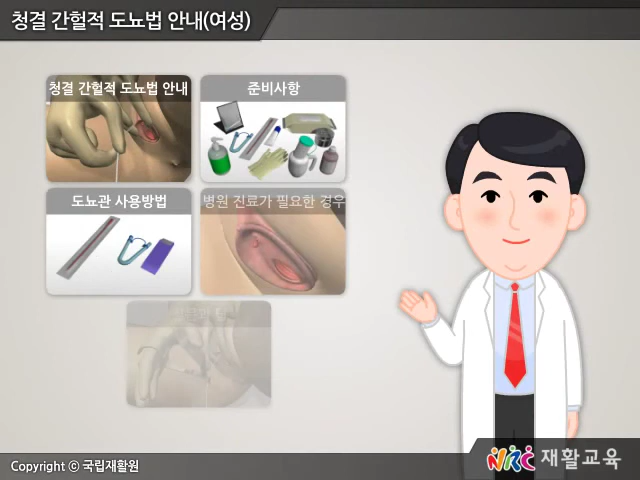 청결 간헐적 도뇨법 안내(여성)
청결 간헐적 도뇨법 안내
준비사항
도뇨관 사용방법
병원 진료가 필요한 경우
Copyright ⓒ 국립재활원
NRC 재활교육